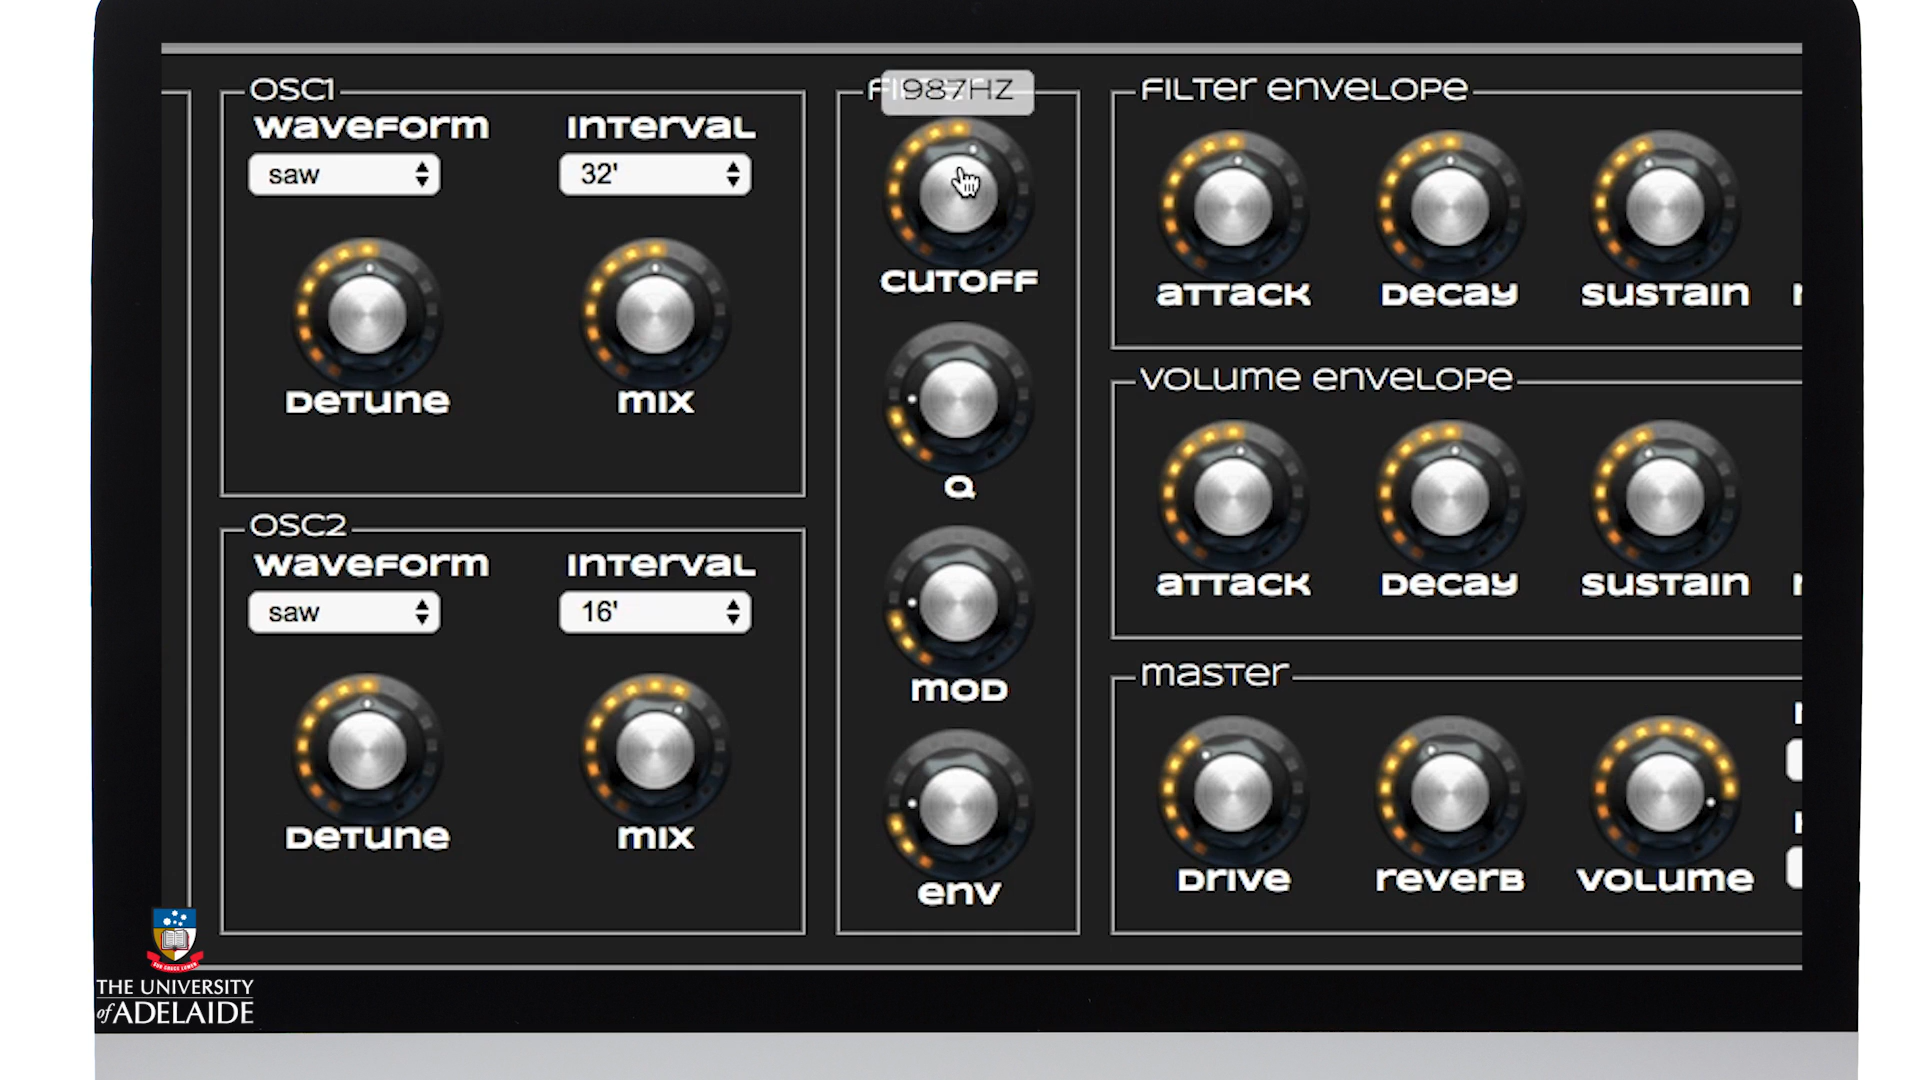 OSC1
waveform
interval
saw
32'
Detune
mix
OSC2
waveform
interval
saw
16'
Detune
mix
987HZ
CUTOFF
Q
MOD
env
Filter Envelope
attack
Decay
sustain
Volume Envelope
attack
Decay
sustain
master
Drive
reverb
volume
THE UNIVERSITY
of ADELAIDE